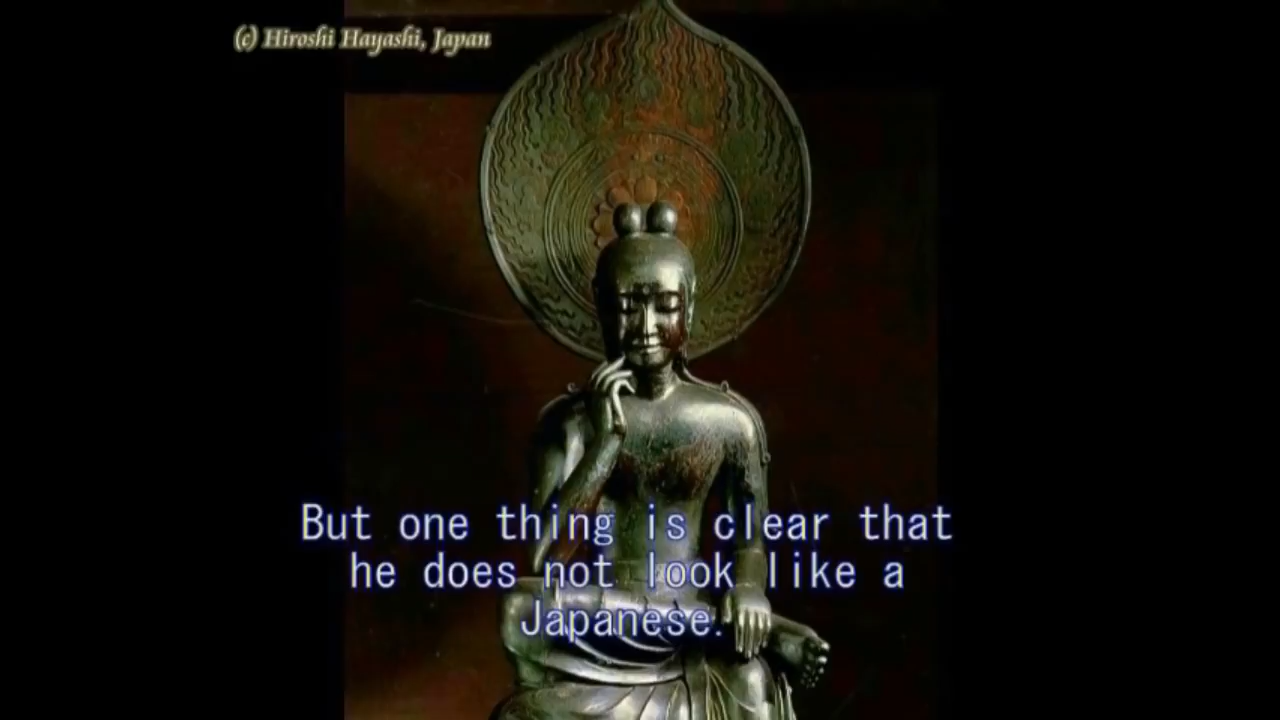 (c) Hiroshi Hayashi, Japan
But one thing is clear that
he does not look like a
Japanese.